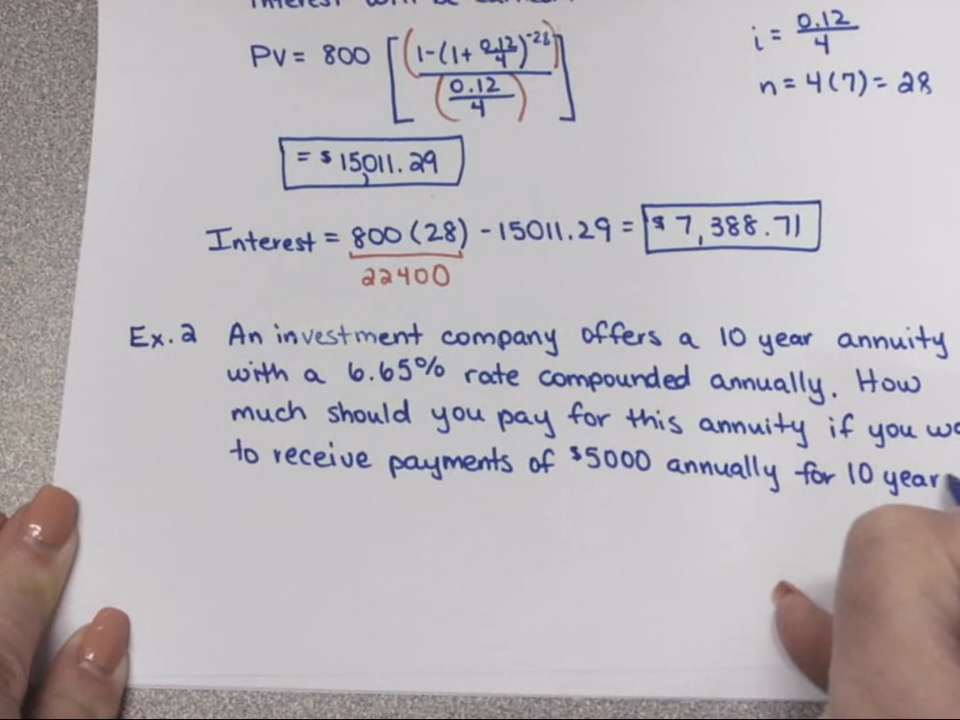 PV = 800 [(1-(1+ 0.12/4)^-28)/(0.12/4)]
i = 0.12/4
n = 4(7) = 28
= $15,011.29
Interest = 800(28) - 15011.29 = $7,388.71
22400
Ex. 2 An investment company offers a 10 year annuity
with a 6.65% rate compounded annually. How
much should you pay for this annuity if you
to receive payments of $5000 annually for 10 year